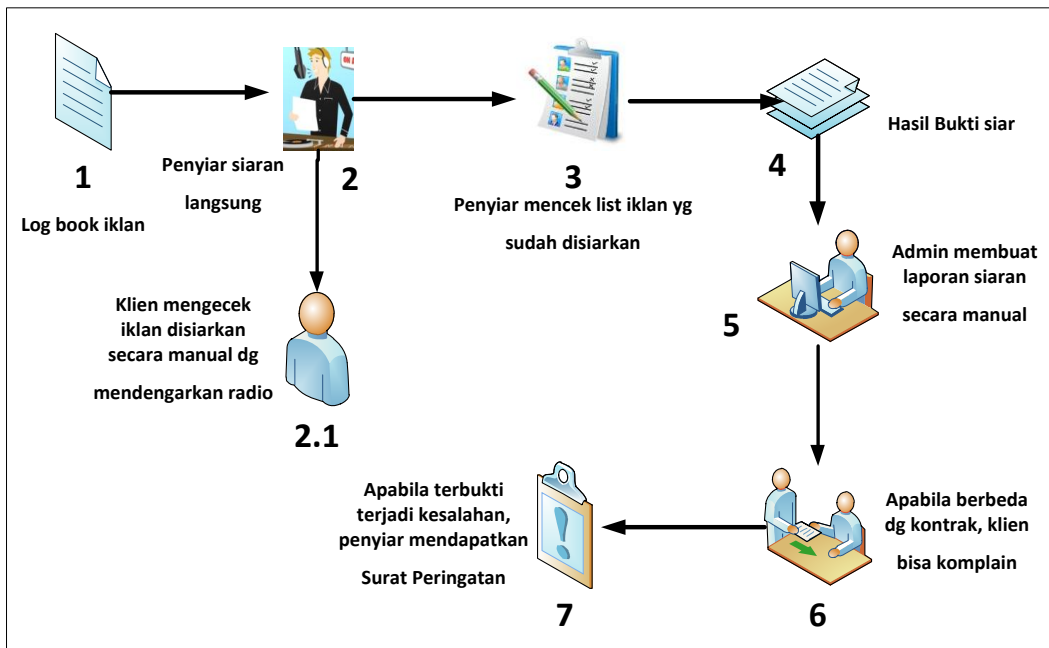 1
Log book iklan
Penyiar siaran
langsung
2
Klien mengecek
iklan disiarkan
secara manual dg
mendengarkan radio
2.1
3
Penyiar mencek list iklan yg
sudah disiarkan
4
Hasil Bukti siar
5
Admin membuat
laporan siaran
secara manual
6
Apabila berbeda
dg kontrak, klien
bisa komplain
Apabila terbukti
terjadi kesalahan,
penyiar mendapatkan
Surat Peringatan
7